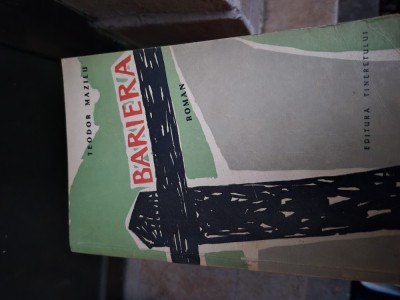 TEODOR MAZILU
BARIERA
ROMAN
EDITURA TINERETULUI